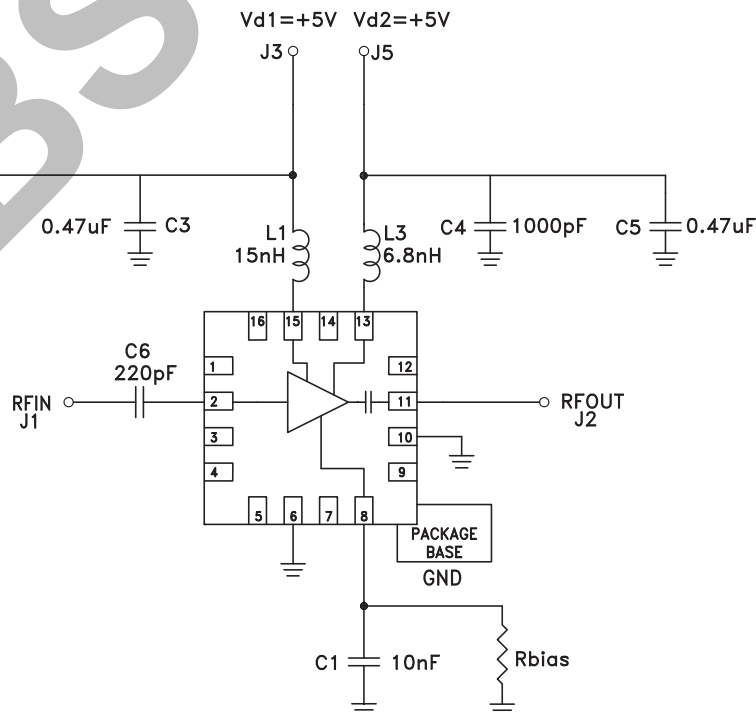 BS
Vd1=+5V Vd2=+5V
J3
J5
0.47uF
C3
L1
15nH
L3
6.8nH
C4
1000pF
C5
0.47uF
16
15
14
13
C6
220pF
RFIN
J1
1
2
3
4
12
11
10
9
RFOUT
J2
5
6
7
8
PACKAGE
BASE
GND
C1
10nF
Rbias